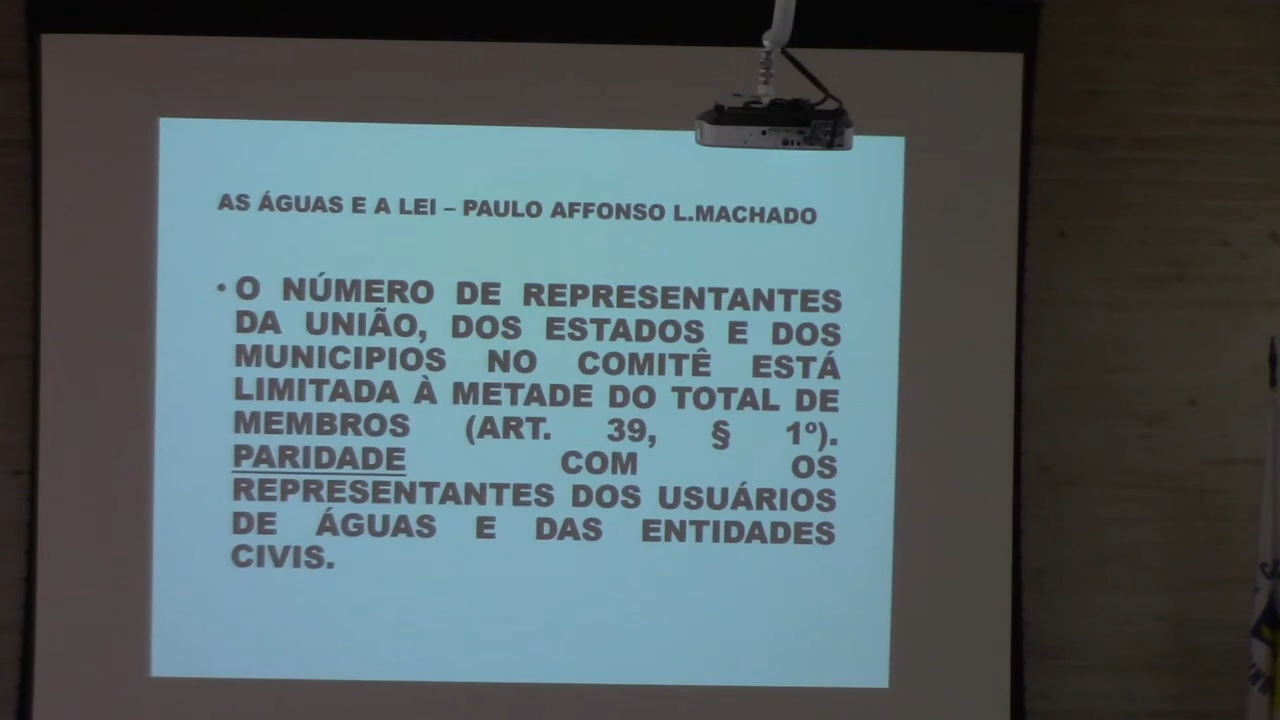 AS ÁGUAS E A LEI – PAULO AFFONSO L.MACHADO
• O NÚMERO DE REPRESENTANTES
DA UNIÃO, DOS ESTADOS E DOS
MUNICIPIOS NO COMITÊ ESTÁ
LIMITADA À METADE DO TOTAL DE
MEMBROS (ART. 39, § 1º).
PARIDADE COM OS
REPRESENTANTES DOS USUÁRIOS
DE ÁGUAS E DAS ENTIDADES
CIVIS.